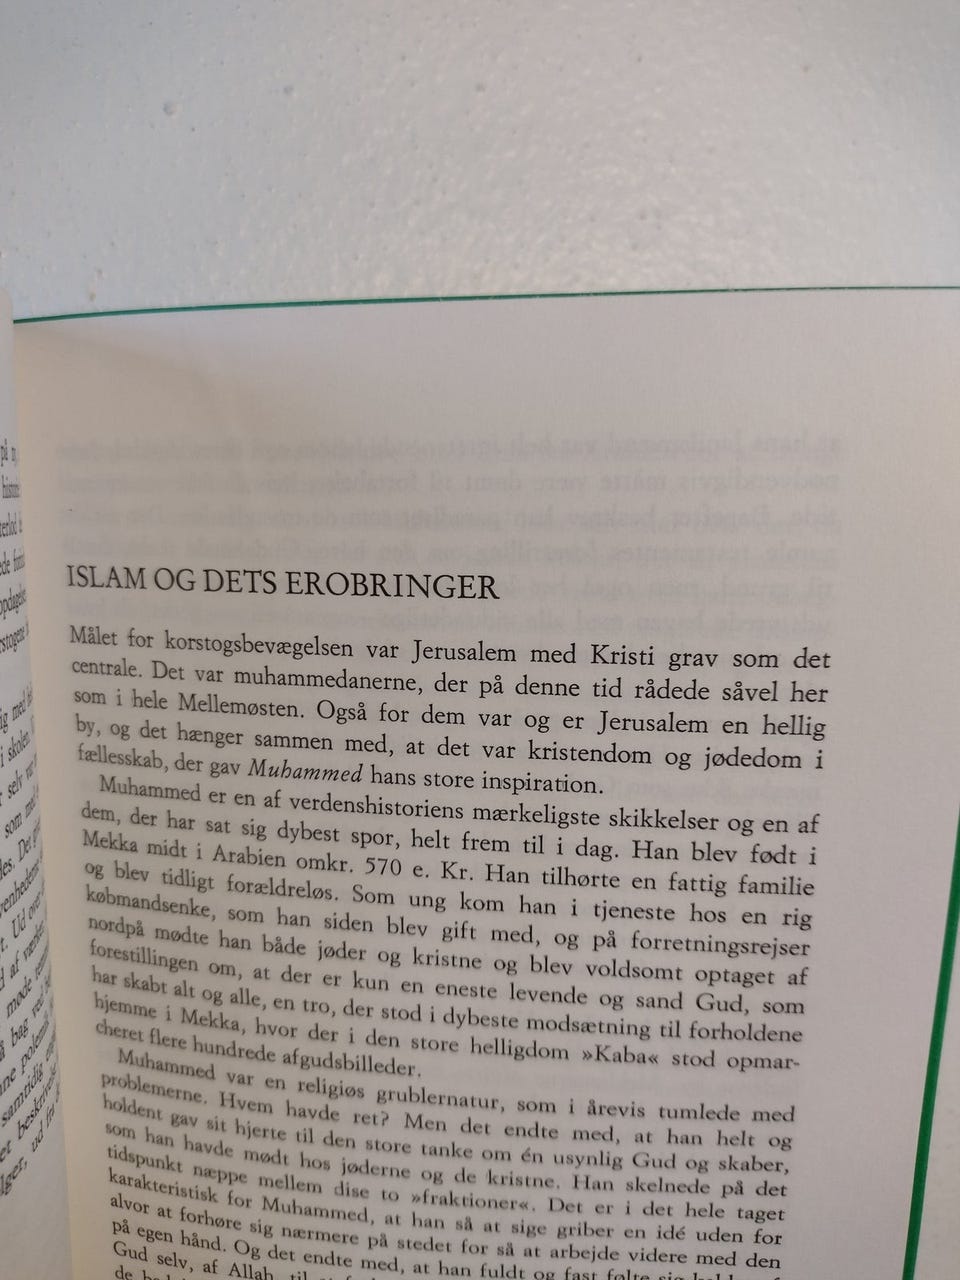 ISLAM OG DETS EROBRINGER
Målet for korstogsbevægelsen var Jerusalem med Kristi grav som det
centrale. Det var muhammedanerne, der på denne tid rådede såvel her
som i hele Mellemøsten. Også for dem var og er Jerusalem en hellig
by, og det hænger sammen med, at det var kristendom og jødedom i
fællesskab, der gav Muhammed hans store inspiration.
Muhammed er en af verdenshistoriens mærkeligste skikkelser og en af
dem, der har sat sig dybest spor, helt frem til i dag. Han blev født i
Mekka midt i Arabien omkr. 570 e. Kr. Han tilhørte en fattig familie
og blev tidligt forældreløs. Som ung kom han i tjeneste hos en rig
købmandsenke, som han siden blev gift med, og på forretningsrejser
nordpå mødte han både jøder og kristne og blev voldsomt optaget af
forestillingen om, at der er kun en eneste levende og sand Gud, som
har skabt alt og alle, en tro, der stod i dybeste modsætning til forholdene
hjemme i Mekka, hvor der i den store helligdom »Kaba« stod opmar-
cheret flere hundrede afgudsbilleder.
Muhammed var en religiøs grublernatur, som i årevis tumlede med
problemerne. Hvem havde ret? Men det endte med, at han helt og
holdent gav sit hjerte til den store tanke om én usynlig Gud og skaber,
som han havde mødt hos jøderne og de kristne. Han skelnede på det
tidspunkt næppe mellem disse to »fraktioner«. Det er i det hele taget
karakteristisk for Muhammed, at han så at sige griber en idé uden for
alvor at forhøre sig nærmere på stedet for så at arbejde videre med den
på egen hånd. Og det endte med, at han fuldt og fast følte sig
Gud selv, af Allah, til